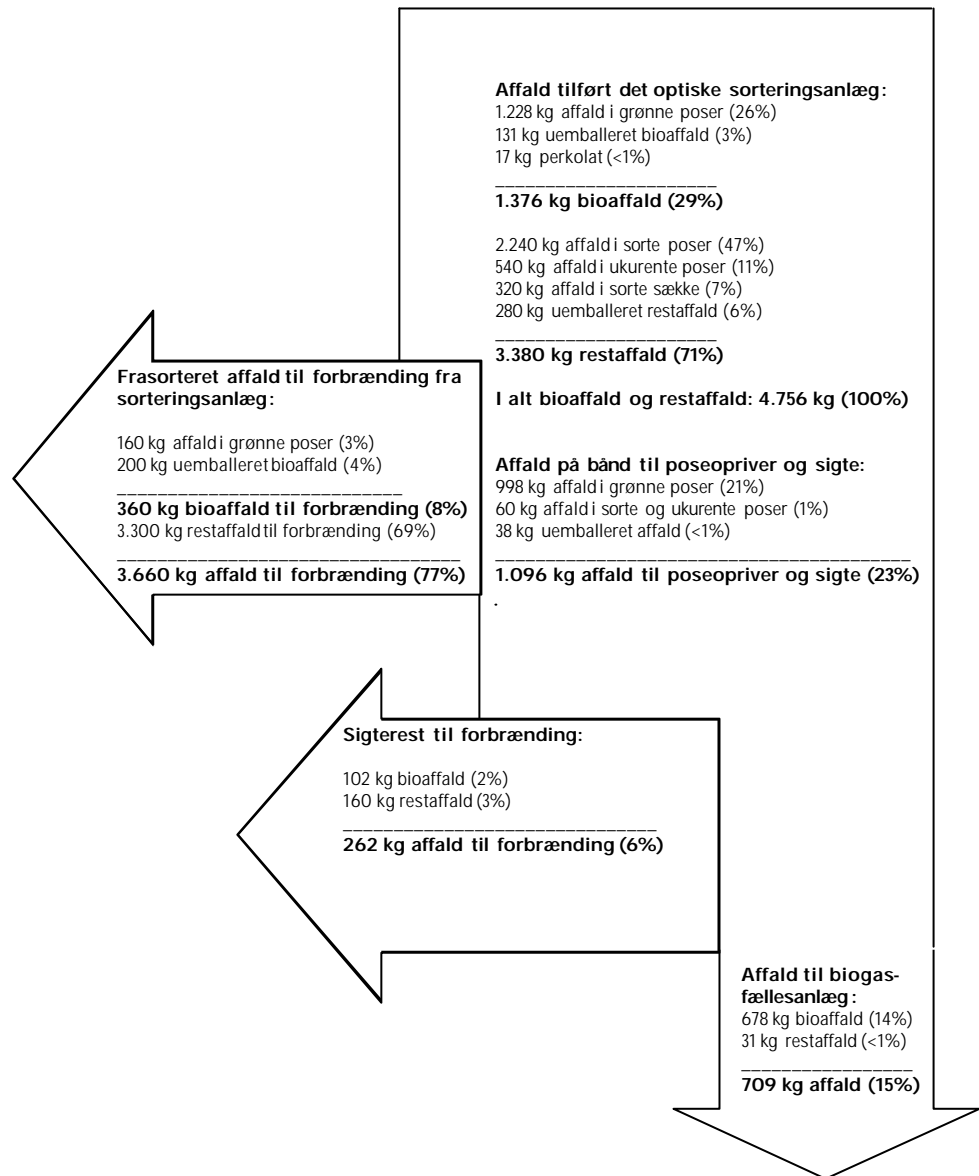 Affald tilført det optiske sorteringsanlæg:
1.228 kg affald i grønne poser (26%)
131 kg uemballeret bioaffald (3%)
17 kg perkolat (<1%)
______________________
1.376 kg bioaffald (29%)
2.240 kg affald i sorte poser (47%)
540 kg affald i ukurente poser (11%)
320 kg affald i sorte sække (7%)
280 kg uemballeret restaffald (6%)
______________________
3.380 kg restaffald (71%)
I alt bioaffald og restaffald: 4.756 kg (100%)
Frasorteret affald til forbrænding fra
sorteringsanlæg:
160 kg affald i grønne poser (3%)
200 kg uemballeret bioaffald (4%)
____________________________
360 kg bioaffald til forbrænding (8%)
3.300 kg restaffald til forbrænding (69%)
__________________________________
3.660 kg affald til forbrænding (77%)
Affald på bånd til poseopriver og sigte:
998 kg affald i grønne poser (21%)
60 kg affald i sorte og ukurente poser (1%)
38 kg uemballeret affald (<1%)
_________________________________________
1.096 kg affald til poseopriver og sigte (23%)
.
Sigterest til forbrænding:
102 kg bioaffald (2%)
160 kg restaffald (3%)
_______________________________
262 kg affald til forbrænding (6%)
Affald til biogas-
fællesanlæg:
678 kg bioaffald (14%)
31 kg restaffald (<1%)
_________________
709 kg affald (15%)